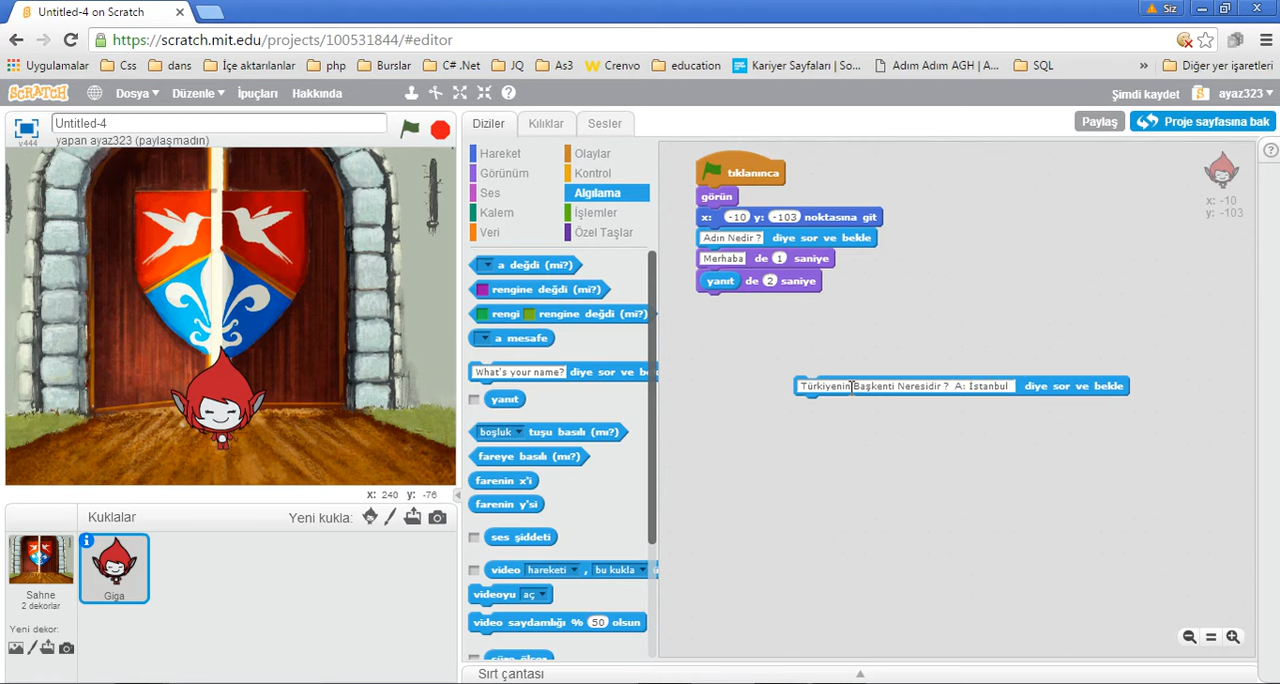 Untitled-4 on Scratch
Siz
https://scratch.mit.edu/projects/100531844/#editor
Uygulamalar Css dans İçe aktarılanlar php Burslar C# .Net JQ As3 Crenvo education Kariyer Sayfaları | So... Adım Adım AGH | A... SQL » Diğer yer işaretleri
SCRATCH Dosya Düzenle İpuçları Hakkında Şimdi kaydet ayaz323
Untitled-4
yapan ayaz323 (paylaşmadın)
v444
Diziler Kılıklar Sesler
Paylaş Proje sayfasına bak
Hareket Olaylar
Görünüm Kontrol
Ses Algılama
Kalem İşlemler
Veri Özel Taşlar
a değdi (mi?)
rengine değdi (mi?)
rengi rengine değdi (mi?)
a mesafe
What's your name? diye sor ve be
yanıt
boşluk tuşu basılı (mı?)
fareye basılı (mı?)
farenin x'i
farenin y'si
ses şiddeti
video hareketi , bu kukla
videoyu aç
video saydamlığı % 50 olsun
tıklanınca
görün
x: -10 y: -103 noktasına git
Adın Nedir ? diye sor ve bekle
Merhaba de 1 saniye
yanıt de 2 saniye
Türkiyenin Başkenti Neresidir ? A: İstanbul diye sor ve bekle
x: -10
y: -103
x: 240 y: -76
Kuklalar Yeni kukla:
Sahne
2 dekorlar
Yeni dekor:
Giga
Sırt çantası